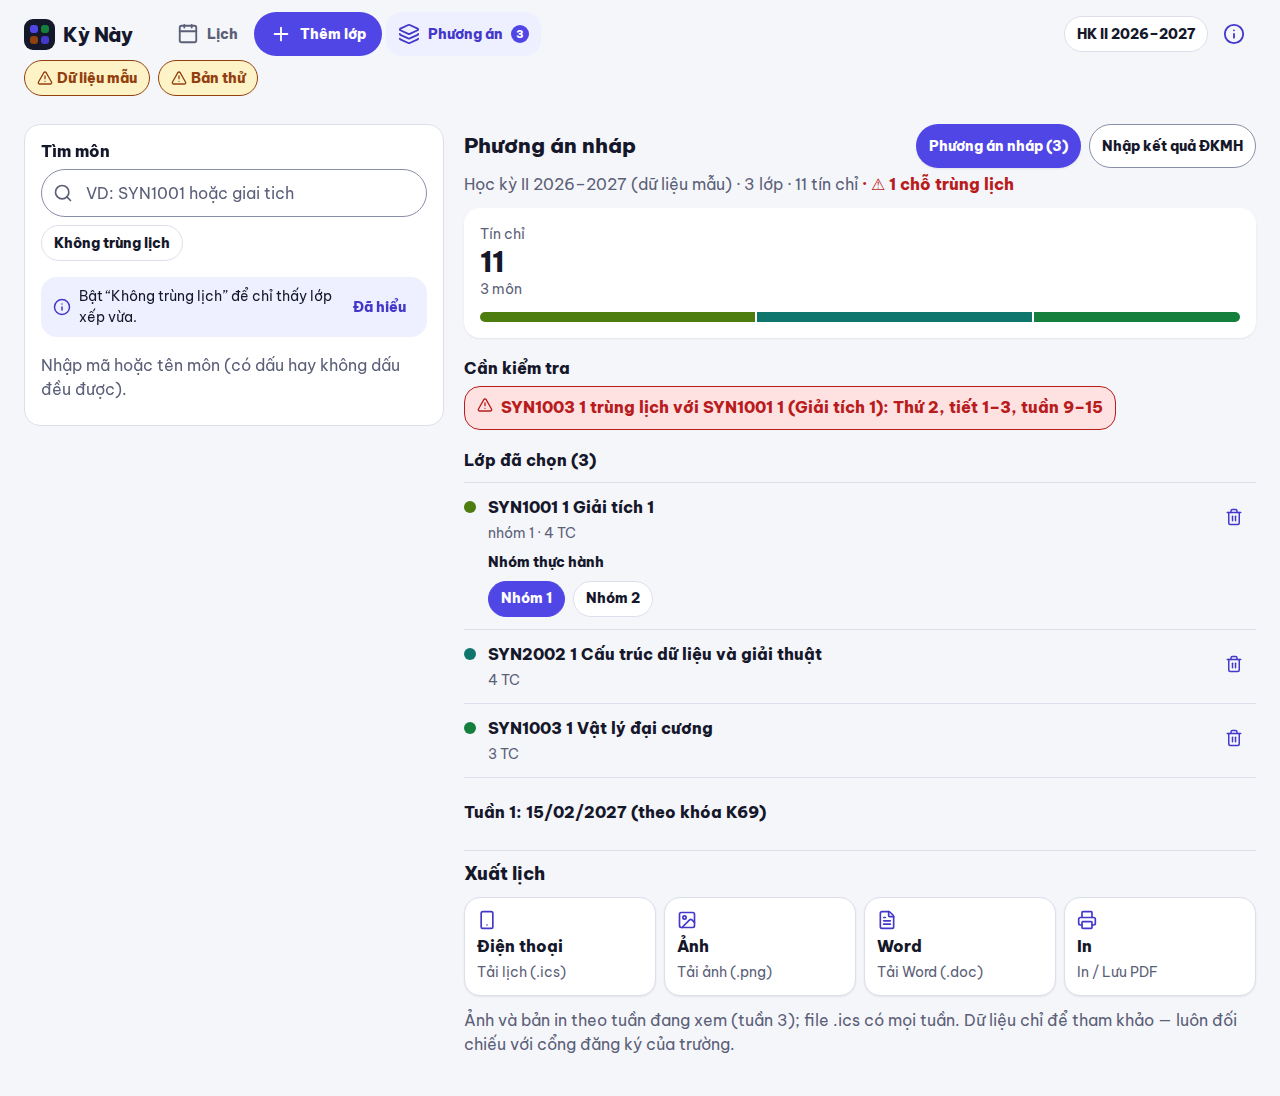 Kỳ Này
Lịch
Thêm lớp
Phương án 3
HK II 2026–2027
Dữ liệu mẫu
Bản thử
Tìm môn
VD: SYN1001 hoặc giai tich
Không trùng lịch
Bật “Không trùng lịch” để chỉ thấy lớp
xếp vừa.
Đã hiểu
Nhập mã hoặc tên môn (có dấu hay không dấu
đều được).
Phương án nháp
Phương án nháp (3)
Nhập kết quả ĐKMH
Học kỳ II 2026–2027 (dữ liệu mẫu) · 3 lớp · 11 tín chỉ · ⚠ 1 chỗ trùng lịch
Tín chỉ
11
3 môn
Cần kiểm tra
SYN1003 1 trùng lịch với SYN1001 1 (Giải tích 1): Thứ 2, tiết 1–3, tuần 9–15
Lớp đã chọn (3)
SYN1001 1 Giải tích 1
nhóm 1 · 4 TC
Nhóm thực hành
Nhóm 1
Nhóm 2
SYN2002 1 Cấu trúc dữ liệu và giải thuật
4 TC
SYN1003 1 Vật lý đại cương
3 TC
Tuần 1: 15/02/2027 (theo khóa K69)
Xuất lịch
Điện thoại
Tải lịch (.ics)
Ảnh
Tải ảnh (.png)
Word
Tải Word (.doc)
In
In / Lưu PDF
Ảnh và bản in theo tuần đang xem (tuần 3); file .ics có mọi tuần. Dữ liệu chỉ để tham khảo — luôn đối
chiếu với cổng đăng ký của trường.